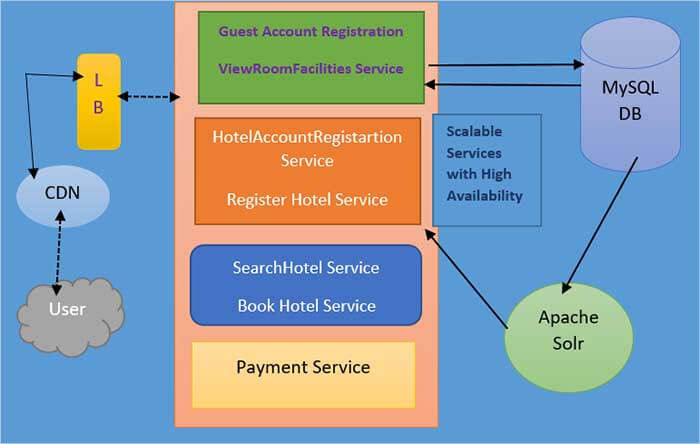 Guest Account Registration
ViewRoomFacilities Service
L
B
MySQL
DB
HotelAccountRegistartion
Service
Register Hotel Service
Scalable
Services
with High
Availability
CDN
SearchHotel Service
Book Hotel Service
User
Apache
Solr
Payment Service